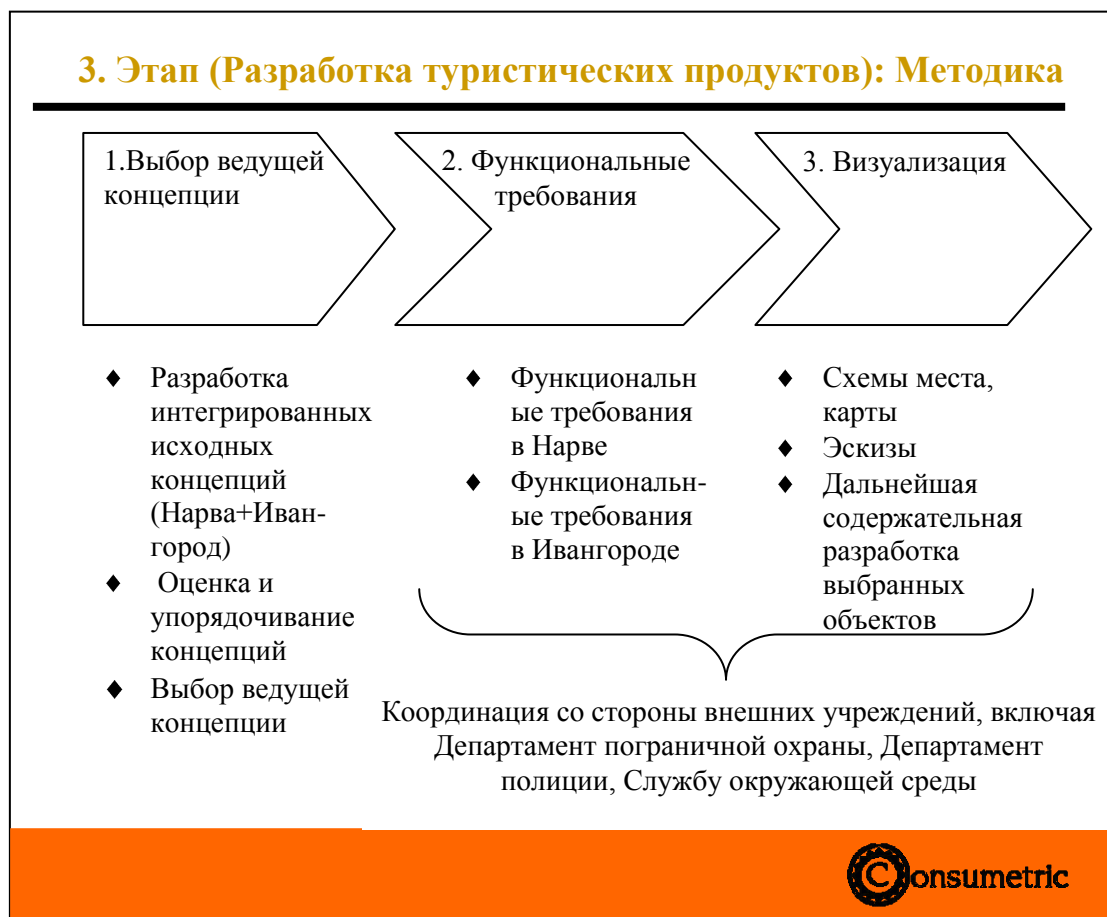 3. Этап (Разработка туристических продуктов): Методика
1.Выбор ведущей
концепции
2. Функциональные
требования
3. Визуализация
♦ Разработка
интегрированных
исходных
концепций
(Нарва+Иван-
город)
♦ Оценка и
упорядочивание
концепций
♦ Выбор ведущей
концепции
♦ Функциональн
ые требования
в Нарве
♦ Функциональн-
ые требования
в Ивангороде
♦ Схемы места,
карты
♦ Эскизы
♦ Дальнейшая
содержательная
разработка
выбранных
объектов
Координация со стороны внешних учреждений, включая
Департамент пограничной охраны, Департамент
полиции, Службу окружающей среды
Consumetric